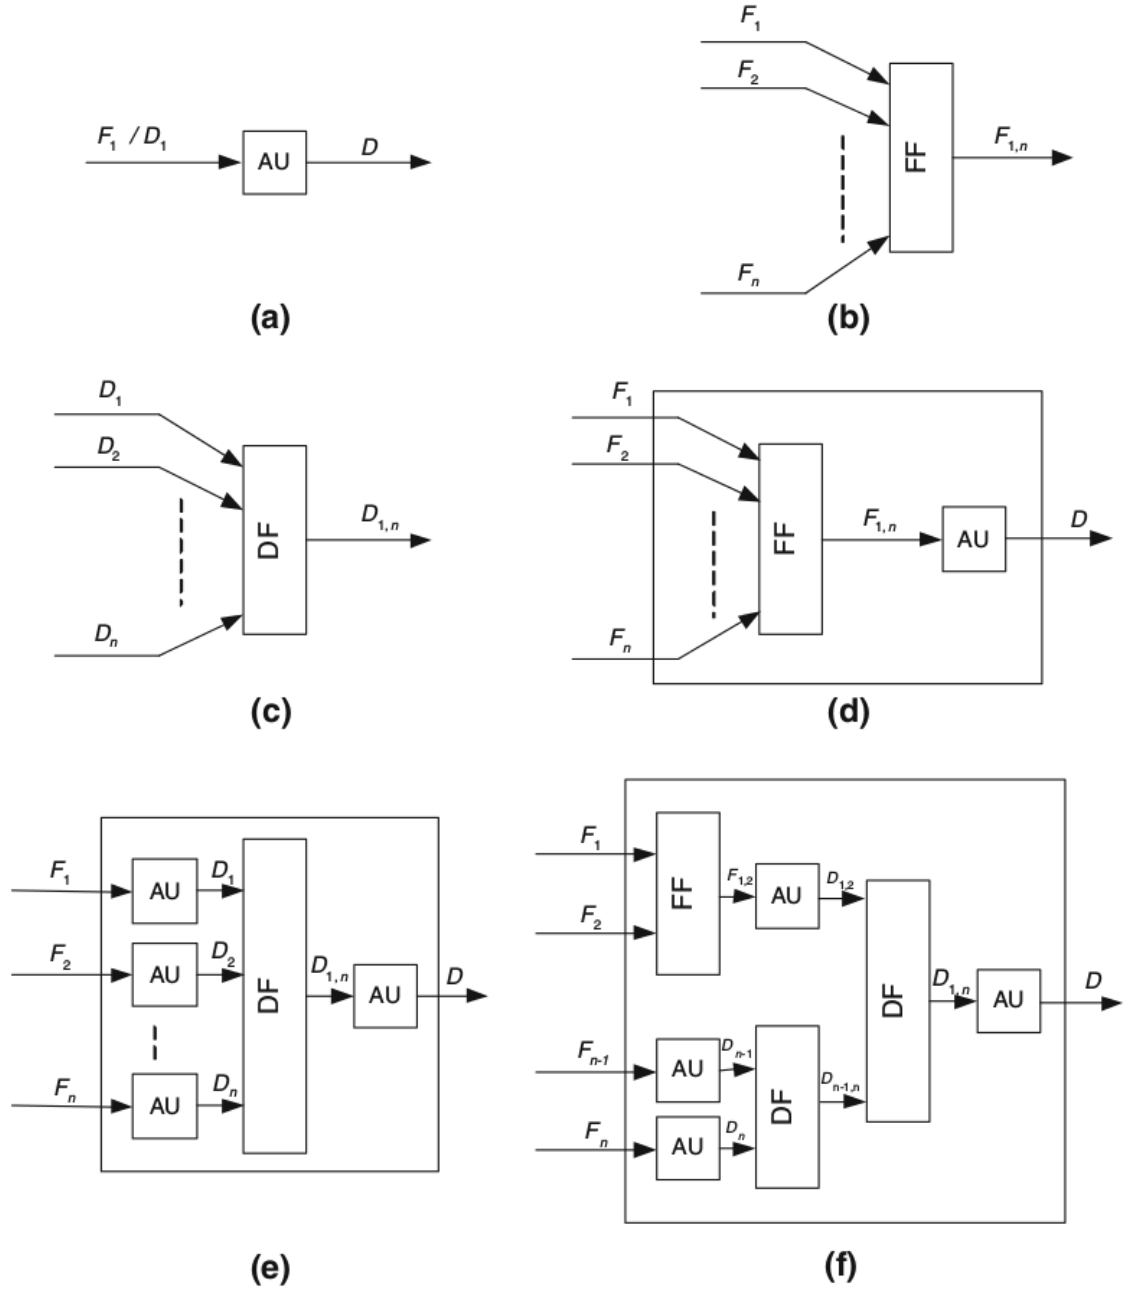 F1 / D1
AU
D
(a)
F1
F2
FF
F1,n
Fn
(b)
D1
D2
DF
D1,n
Dn
(c)
F1
F2
FF
F1,n
AU
D
Fn
(d)
F1
AU
D1
F2
AU
D2
DF
D1,n
AU
D
Fn
AU
Dn
(e)
F1
F2
FF
F1,2
AU
D1,2
DF
D1,n
AU
D
Fn-1
AU
Dn-1
DF
Dn-1,n
Fn
AU
Dn
(f)